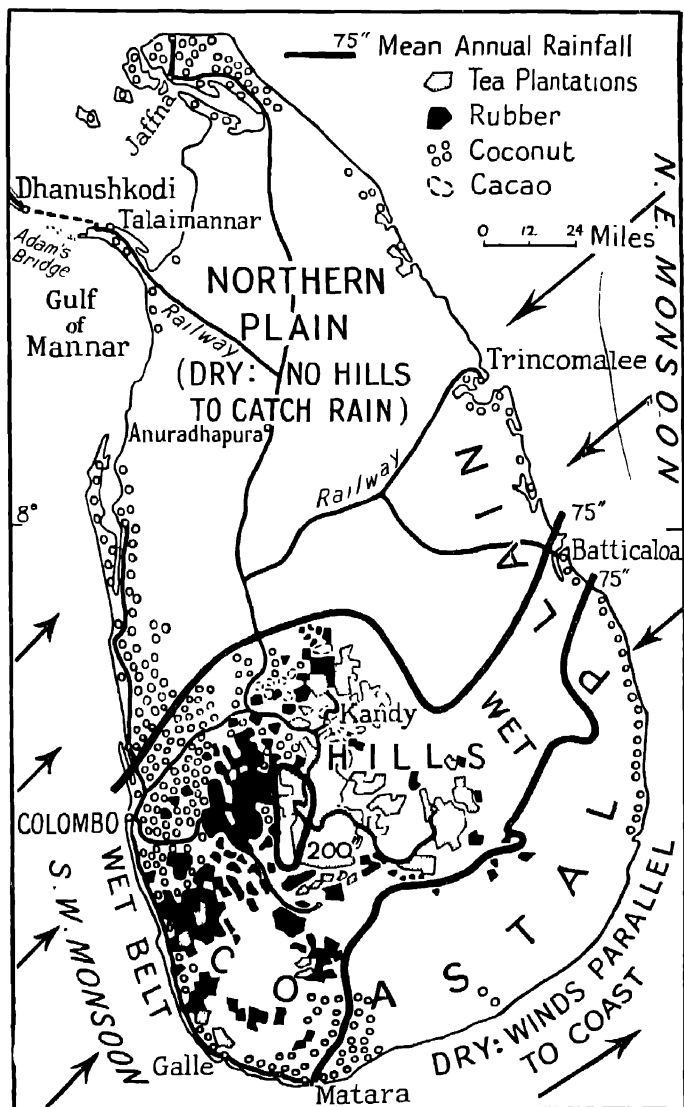 75" Mean Annual Rainfall
Tea Plantations
Rubber
Coconut
Cacao
0 12 24 Miles
N.E. MONSOON
Jaffna
Dhanushkodi
Talaimannar
Adam's
Bridge
Gulf
of
Mannar
Railway
NORTHERN
PLAIN
(DRY: NO HILLS
TO CATCH RAIN)
Anuradhapura
Trincomalee
Railway
8°
75"
Batticaloa
75"
Kandy
HILLS
WET
COLOMBO
200"
WET BELT
S.W. MONSOON
COASTAL PLAIN
Galle
Matara
DRY: WINDS PARALLEL
TO COAST